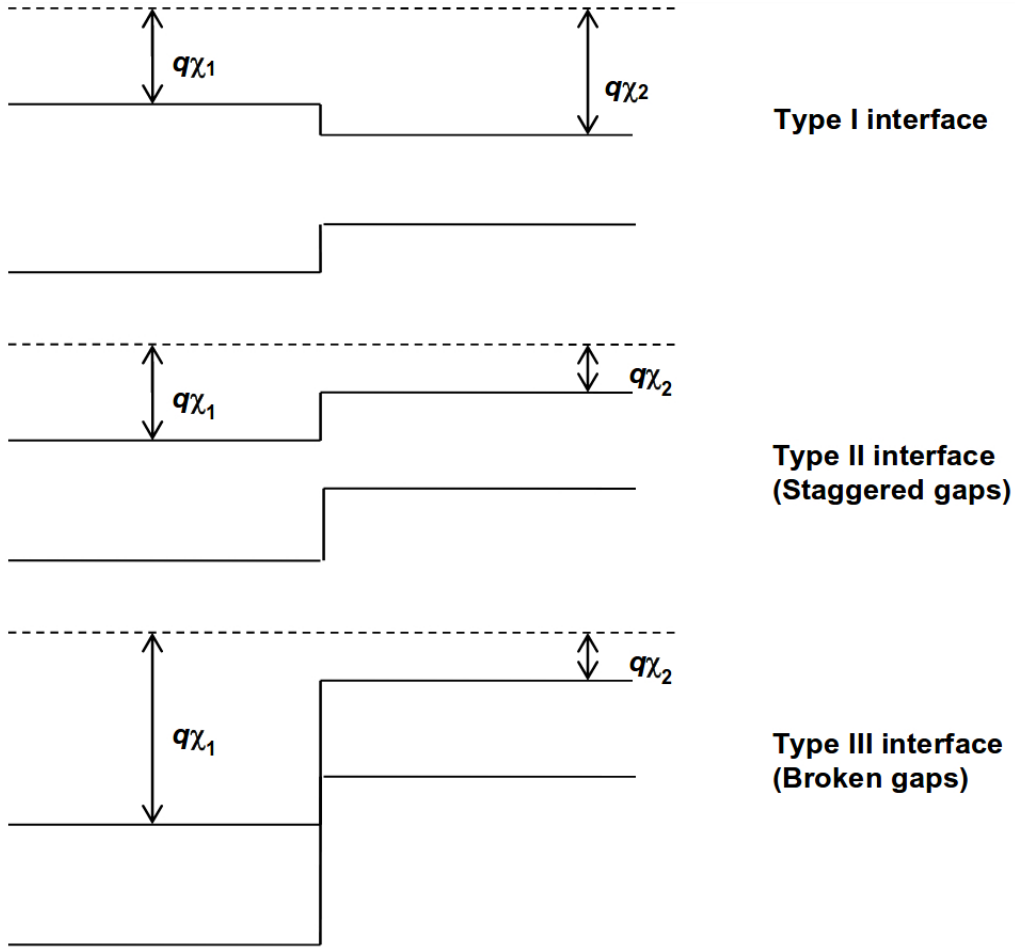 qχ1
qχ2
Type I interface
qχ1
qχ2
Type II interface
(Staggered gaps)
qχ1
qχ2
Type III interface
(Broken gaps)